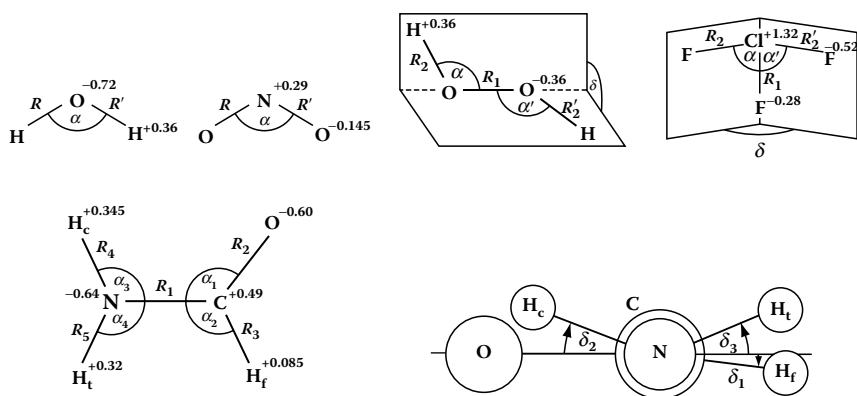 H+0.36
R2
α
R1
O
O−0.36
δ
α′
R′2
H
R2
Cl+1.32
R′2
F
F−0.52
α
α′
R1
F−0.28
δ
R
O−0.72
R′
α
H
H+0.36
R
N+0.29
R′
α
O
O−0.145
Hc+0.345
O−0.60
R4
R2
α3
R1
α1
−0.64N
C+0.49
α4
α2
R5
R3
Ht+0.32
Hf+0.085
Hc
C
Ht
O
δ2
N
δ3
δ1
Hf